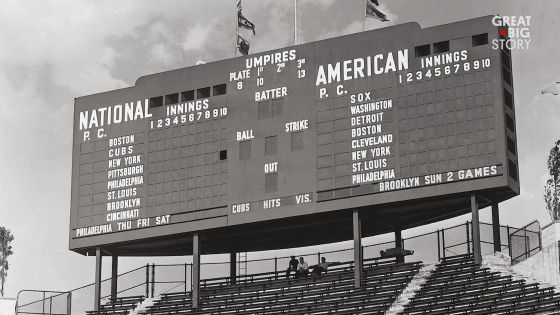 GREAT
BIG
STORY
UMPIRES
PLATE 1st 2nd 3rd
8 10 13
BATTER
BALL STRIKE
OUT
CUBS HITS VIS.
NATIONAL INNINGS
P. C. 1 2 3 4 5 6 7 8 9 10
BOSTON
CUBS
NEW YORK
PITTSBURGH
PHILADELPHIA
ST. LOUIS
BROOKLYN
CINCINNATI
PHILADELPHIA THU FRI SAT
AMERICAN INNINGS
P. C. 1 2 3 4 5 6 7 8 9 10
SOX
WASHINGTON
DETROIT
BOSTON
CLEVELAND
NEW YORK
ST. LOUIS
PHILADELPHIA
BROOKLYN SUN 2 GAMES